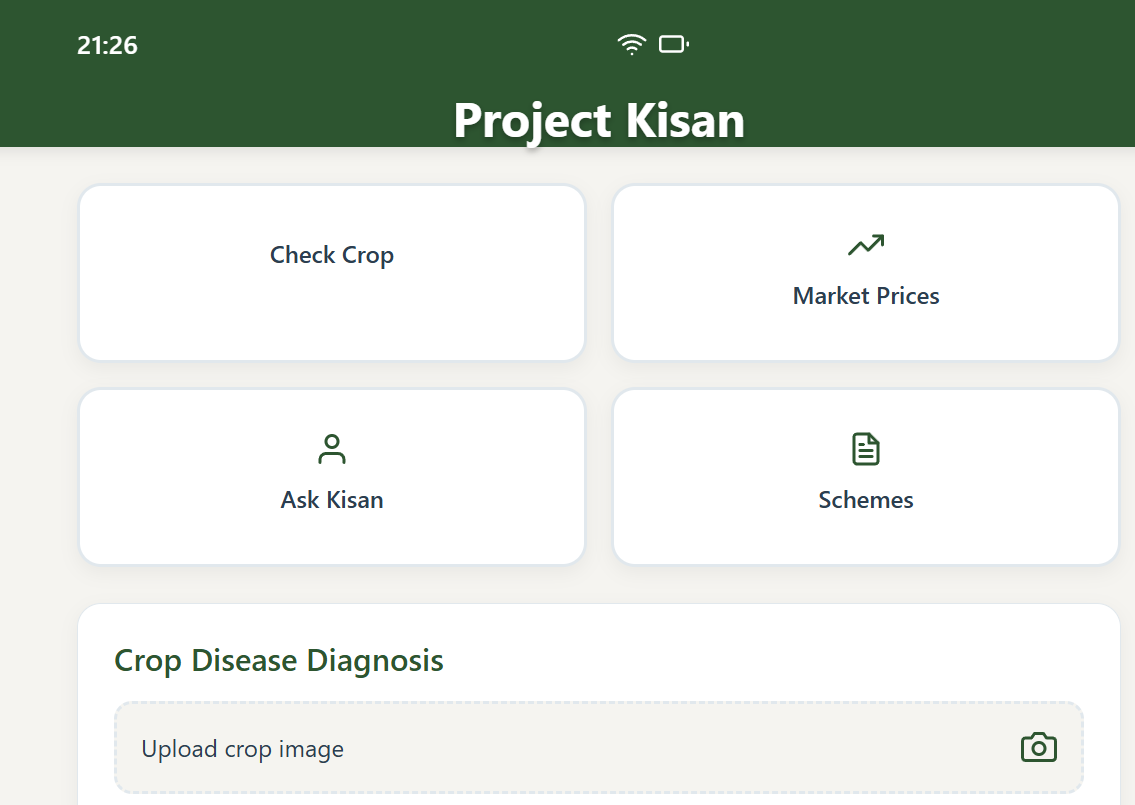 21:26
Project Kisan
Check Crop
Market Prices
Ask Kisan
Schemes
Crop Disease Diagnosis
Upload crop image